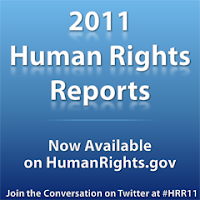 2011
Human Rights
Reports
Now Available
on HumanRights.gov
Join the Conversation on Twitter at #HRR11